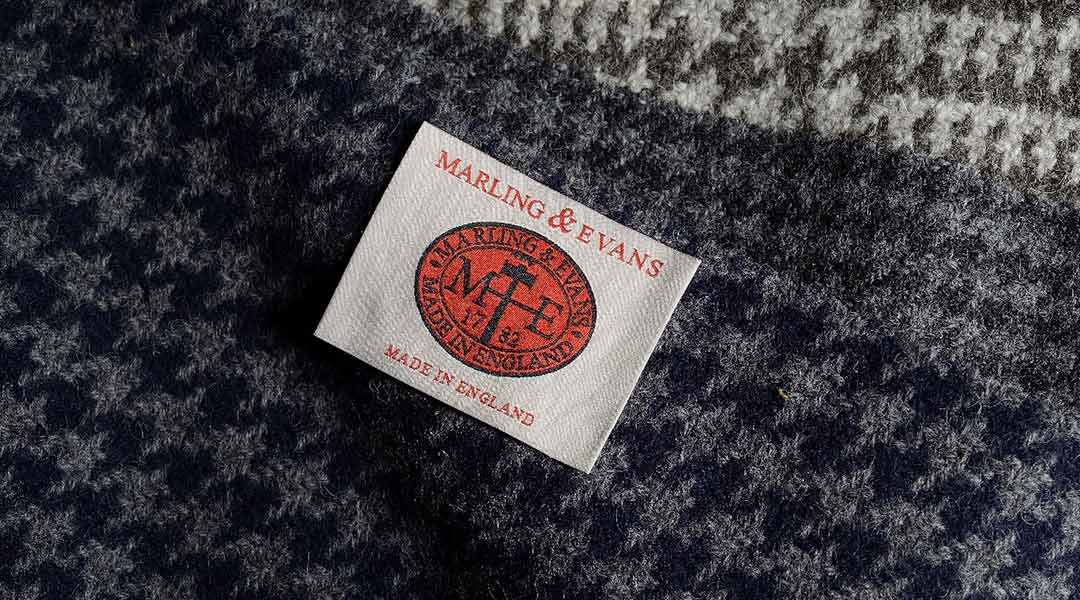 MARLING & EVANS
MARLING & EVANS
M E
17 82
MADE IN ENGLAND
MADE IN ENGLAND